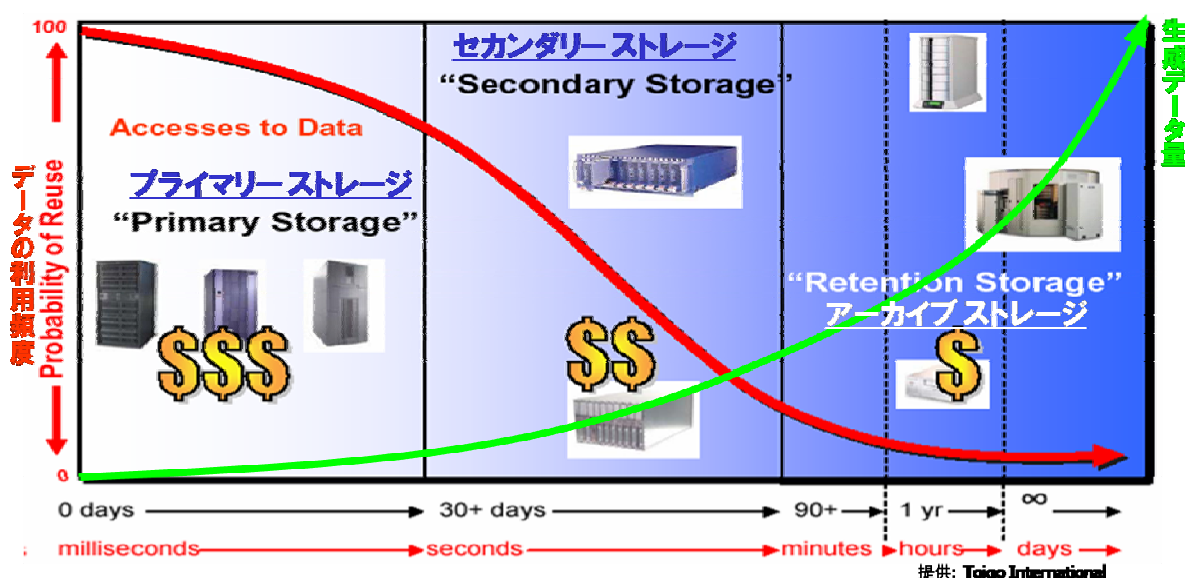 100
データの利用頻度
Probability of Reuse
0
Accesses to Data
プライマリー ストレージ
“Primary Storage”
$$$
セカンダリー ストレージ
“Secondary Storage”
$$
“Retention Storage”
アーカイブ ストレージ
$
生成データ量
0 days
30+ days
90+
1 yr
∞
milliseconds
seconds
minutes
hours
days
提供: Toigo International